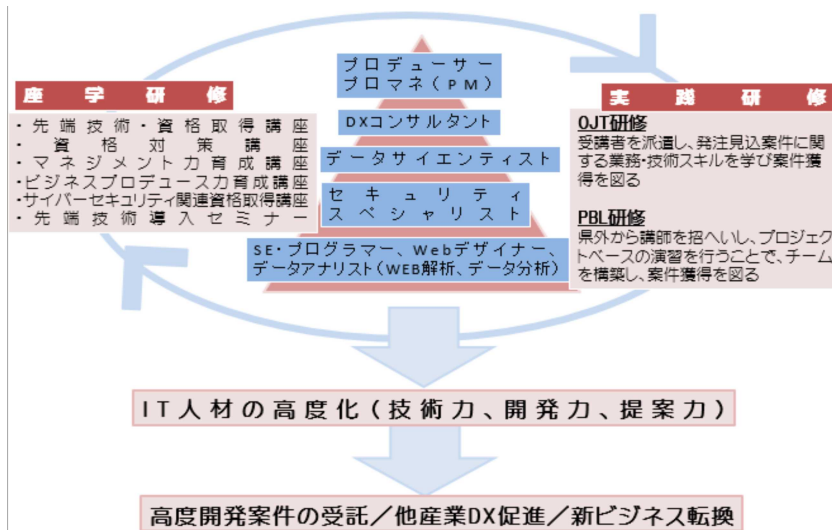 座学研修
・先端技術・資格取得講座
・資格対策講座
・マネジメント力育成講座
・ビジネスプロデュース力育成講座
・サイバーセキュリティ関連資格取得講座
・先端技術導入セミナー
プロデューサー
プロマネ(PM)
DXコンサルタント
データサイエンティスト
セキュリティ
スペシャリスト
SE・プログラマー、Webデザイナー、
データアナリスト(WEB解析、データ分析)
実践研修
OJT研修
受講者を派遣し、発注見込案件に関
する業務・技術スキルを学び案件獲
得を図る
PBL研修
県外から講師を招へいし、プロジェク
トベースの演習を行うことで、チーム
を構築し、案件獲得を図る
IT人材の高度化(技術力、開発力、提案力)
高度開発案件の受託/他産業DX促進/新ビジネス転換